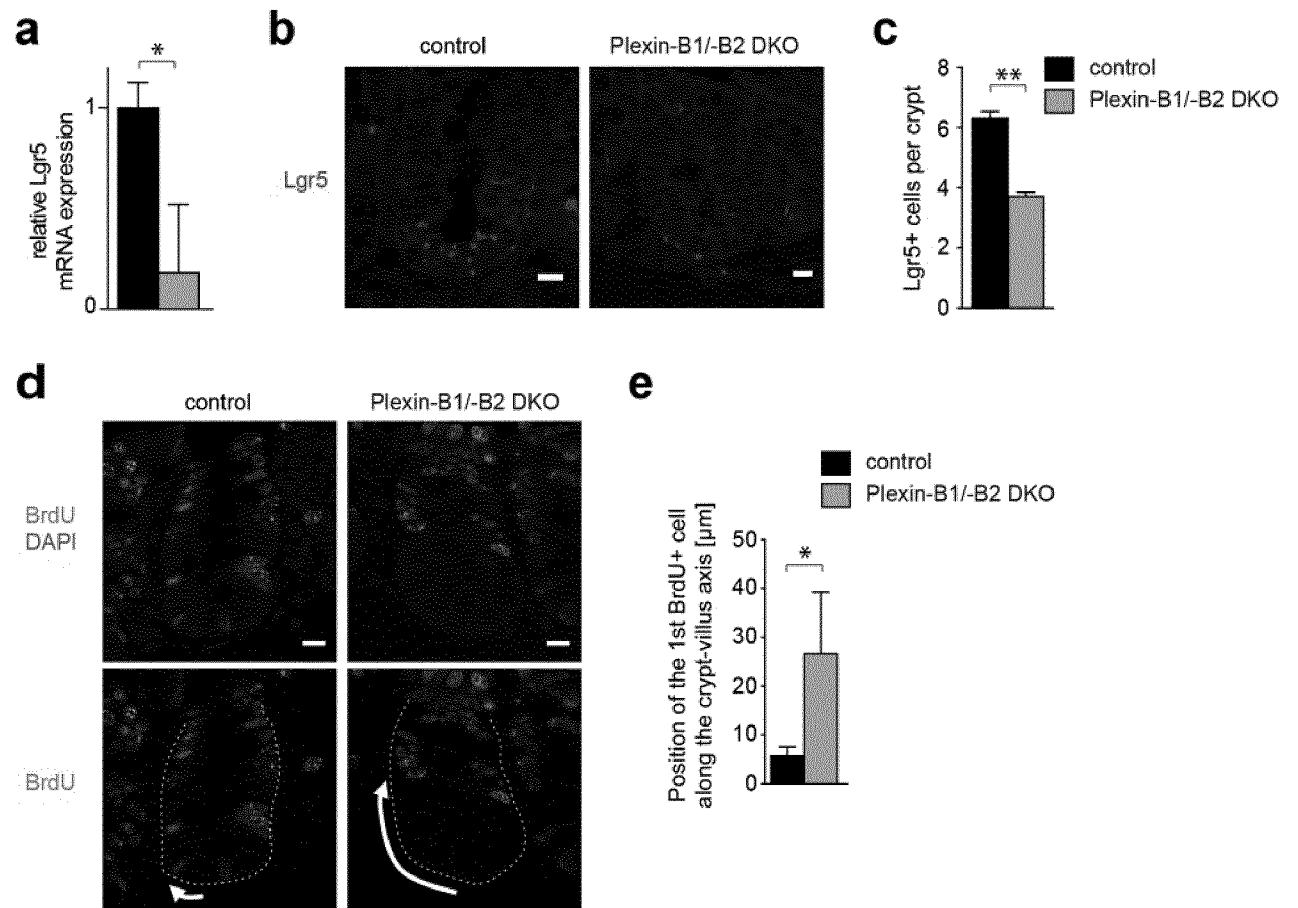 a
*
1
0
relative Lgr5
mRNA expression
b
control
Plexin-B1/-B2 DKO
Lgr5
c
control
Plexin-B1/-B2 DKO
**
8
6
4
2
0
Lgr5+ cells per crypt
d
control
Plexin-B1/-B2 DKO
BrdU
DAPI
BrdU
e
control
Plexin-B1/-B2 DKO
*
50
40
30
20
10
0
Position of the 1st BrdU+ cell
along the crypt-villus axis [µm]